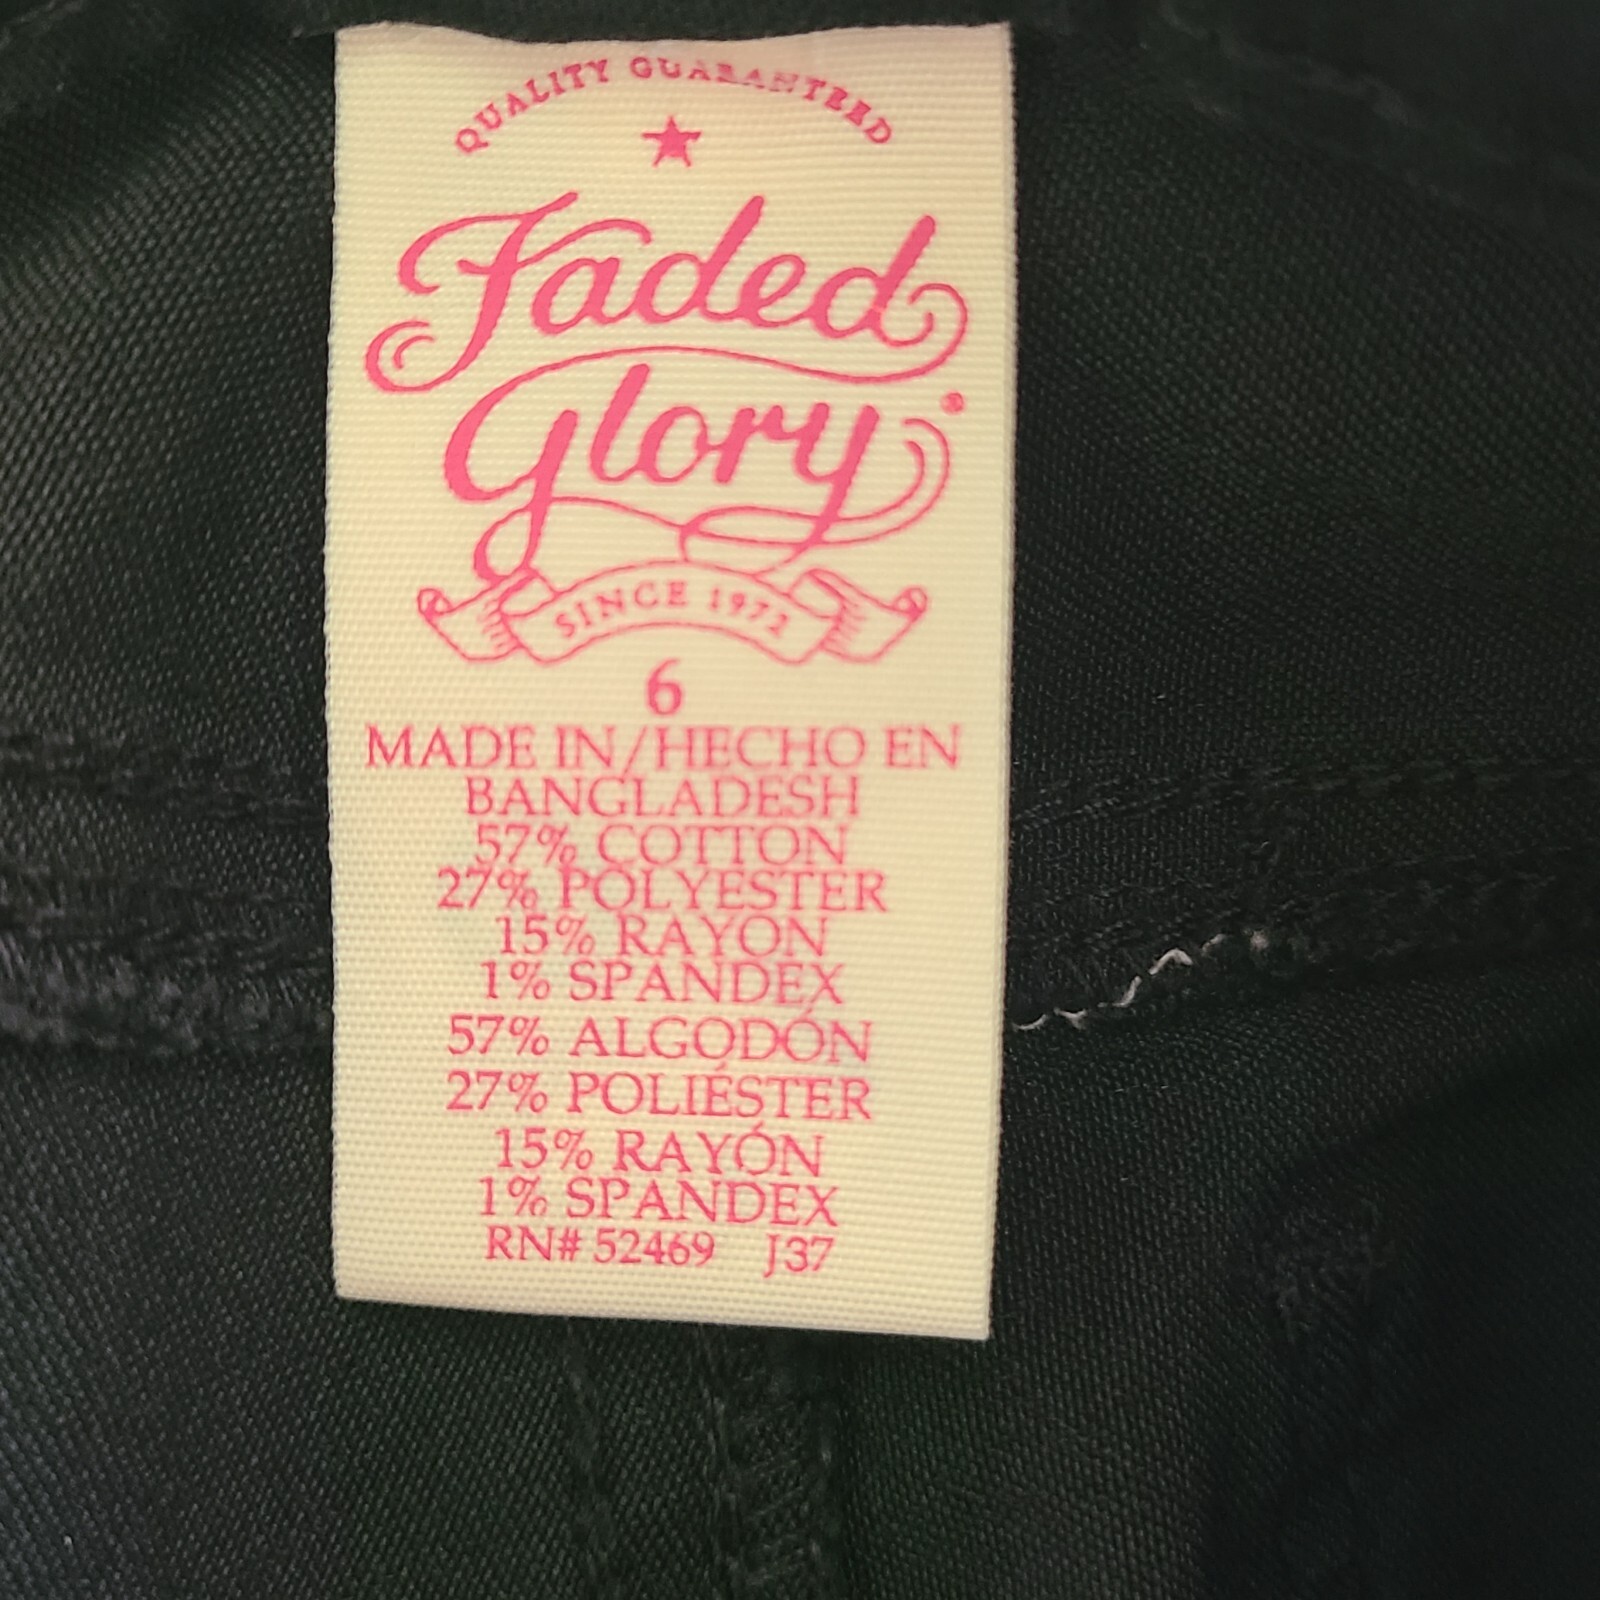 QUALITY GUARANTEED
Faded
Glory®
SINCE 1972
6
MADE IN/HECHO EN
BANGLADESH
57% COTTON
27% POLYESTER
15% RAYON
1% SPANDEX
57% ALGODÓN
27% POLIÉSTER
15% RAYÓN
1% SPANDEX
RN# 52469 J37